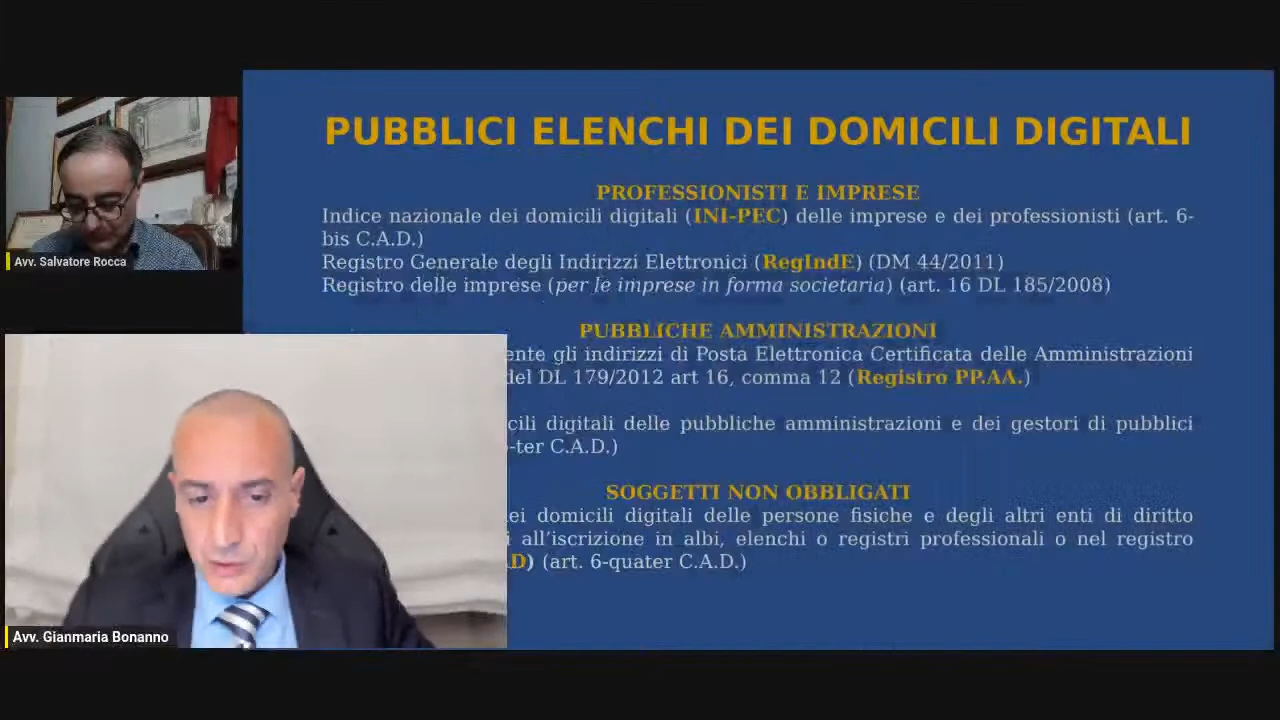 PUBBLICI ELENCHI DEI DOMICILI DIGITALI
PROFESSIONISTI E IMPRESE
Indice nazionale dei domicili digitali (INI-PEC) delle imprese e dei professionisti (art. 6-
bis C.A.D.)
Registro Generale degli Indirizzi Elettronici (RegIndE) (DM 44/2011)
Registro delle imprese (per le imprese in forma societaria) (art. 16 DL 185/2008)
PUBBLICHE AMMINISTRAZIONI
ente gli indirizzi di Posta Elettronica Certificata delle Amministrazioni
del DL 179/2012 art 16, comma 12 (Registro PP.AA.)
cili digitali delle pubbliche amministrazioni e dei gestori di pubblici
-ter C.A.D.)
SOGGETTI NON OBBLIGATI
ei domicili digitali delle persone fisiche e degli altri enti di diritto
i all’iscrizione in albi, elenchi o registri professionali o nel registro
D) (art. 6-quater C.A.D.)
Avv. Salvatore Rocca
Avv. Gianmaria Bonanno